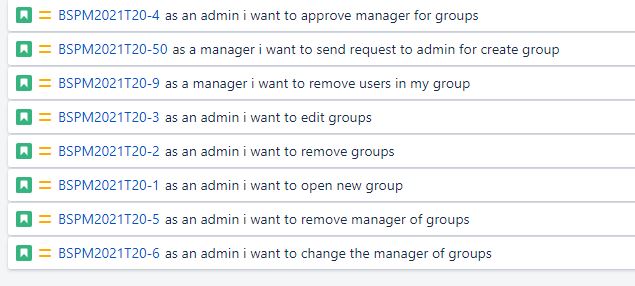 BSPM2021T20-4 as an admin i want to approve manager for groups
BSPM2021T20-50 as a manager i want to send request to admin for create group
BSPM2021T20-9 as a manager i want to remove users in my group
BSPM2021T20-3 as an admin i want to edit groups
BSPM2021T20-2 as an admin i want to remove groups
BSPM2021T20-1 as an admin i want to open new group
BSPM2021T20-5 as an admin i want to remove manager of groups
BSPM2021T20-6 as an admin i want to change the manager of groups